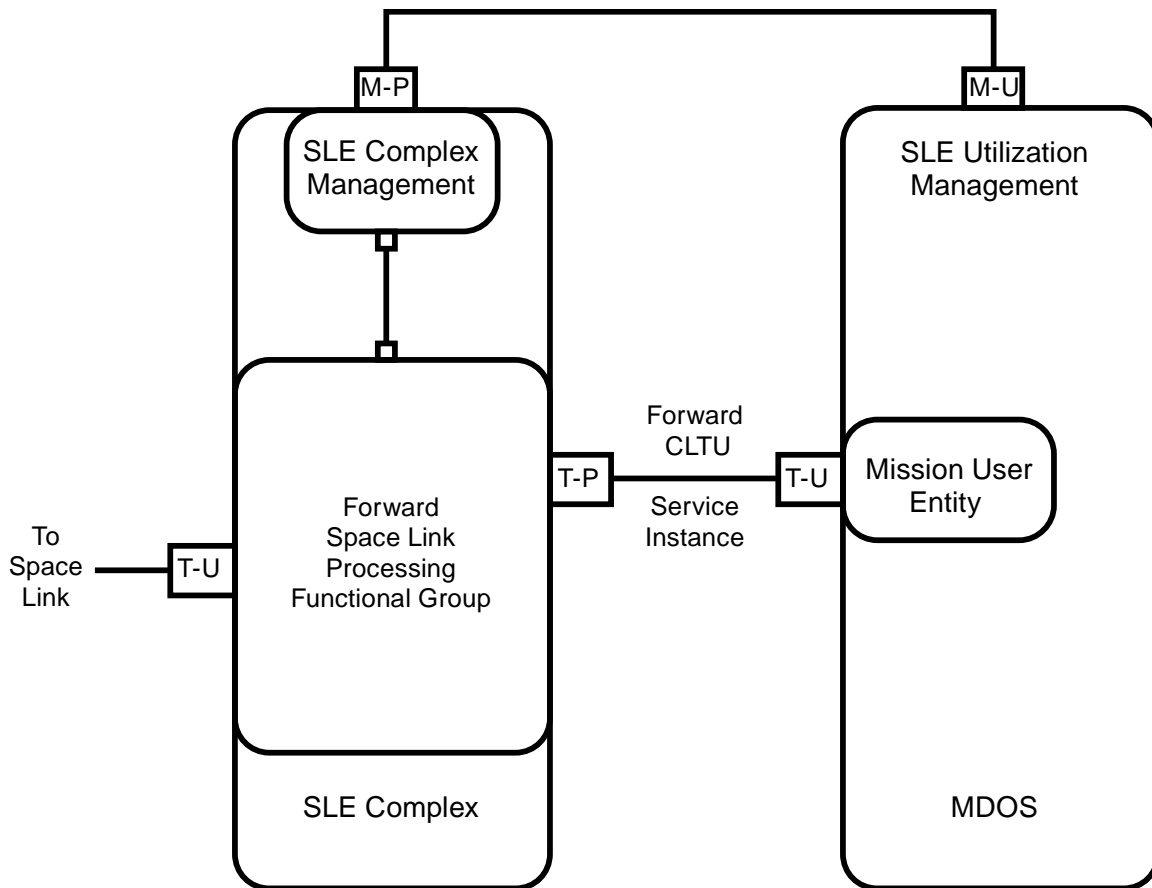 M-P
M-U
SLE Complex
Management
SLE Utilization
Management
Forward
CLTU
T-P
T-U
Mission User
Entity
Service
Instance
Forward
Space Link
Processing
Functional Group
To
Space
Link
T-U
SLE Complex
MDOS